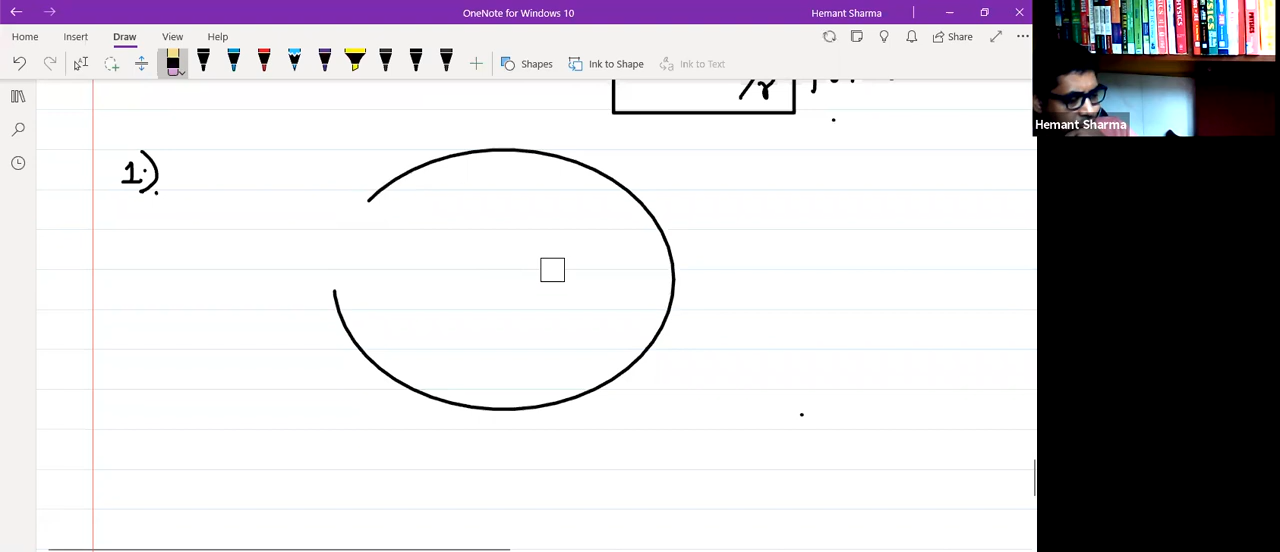 OneNote for Windows 10
Hemant Sharma
Home Insert Draw View Help
Share
Shapes Ink to Shape Ink to Text
1.)
Hemant Sharma
PHYSICS